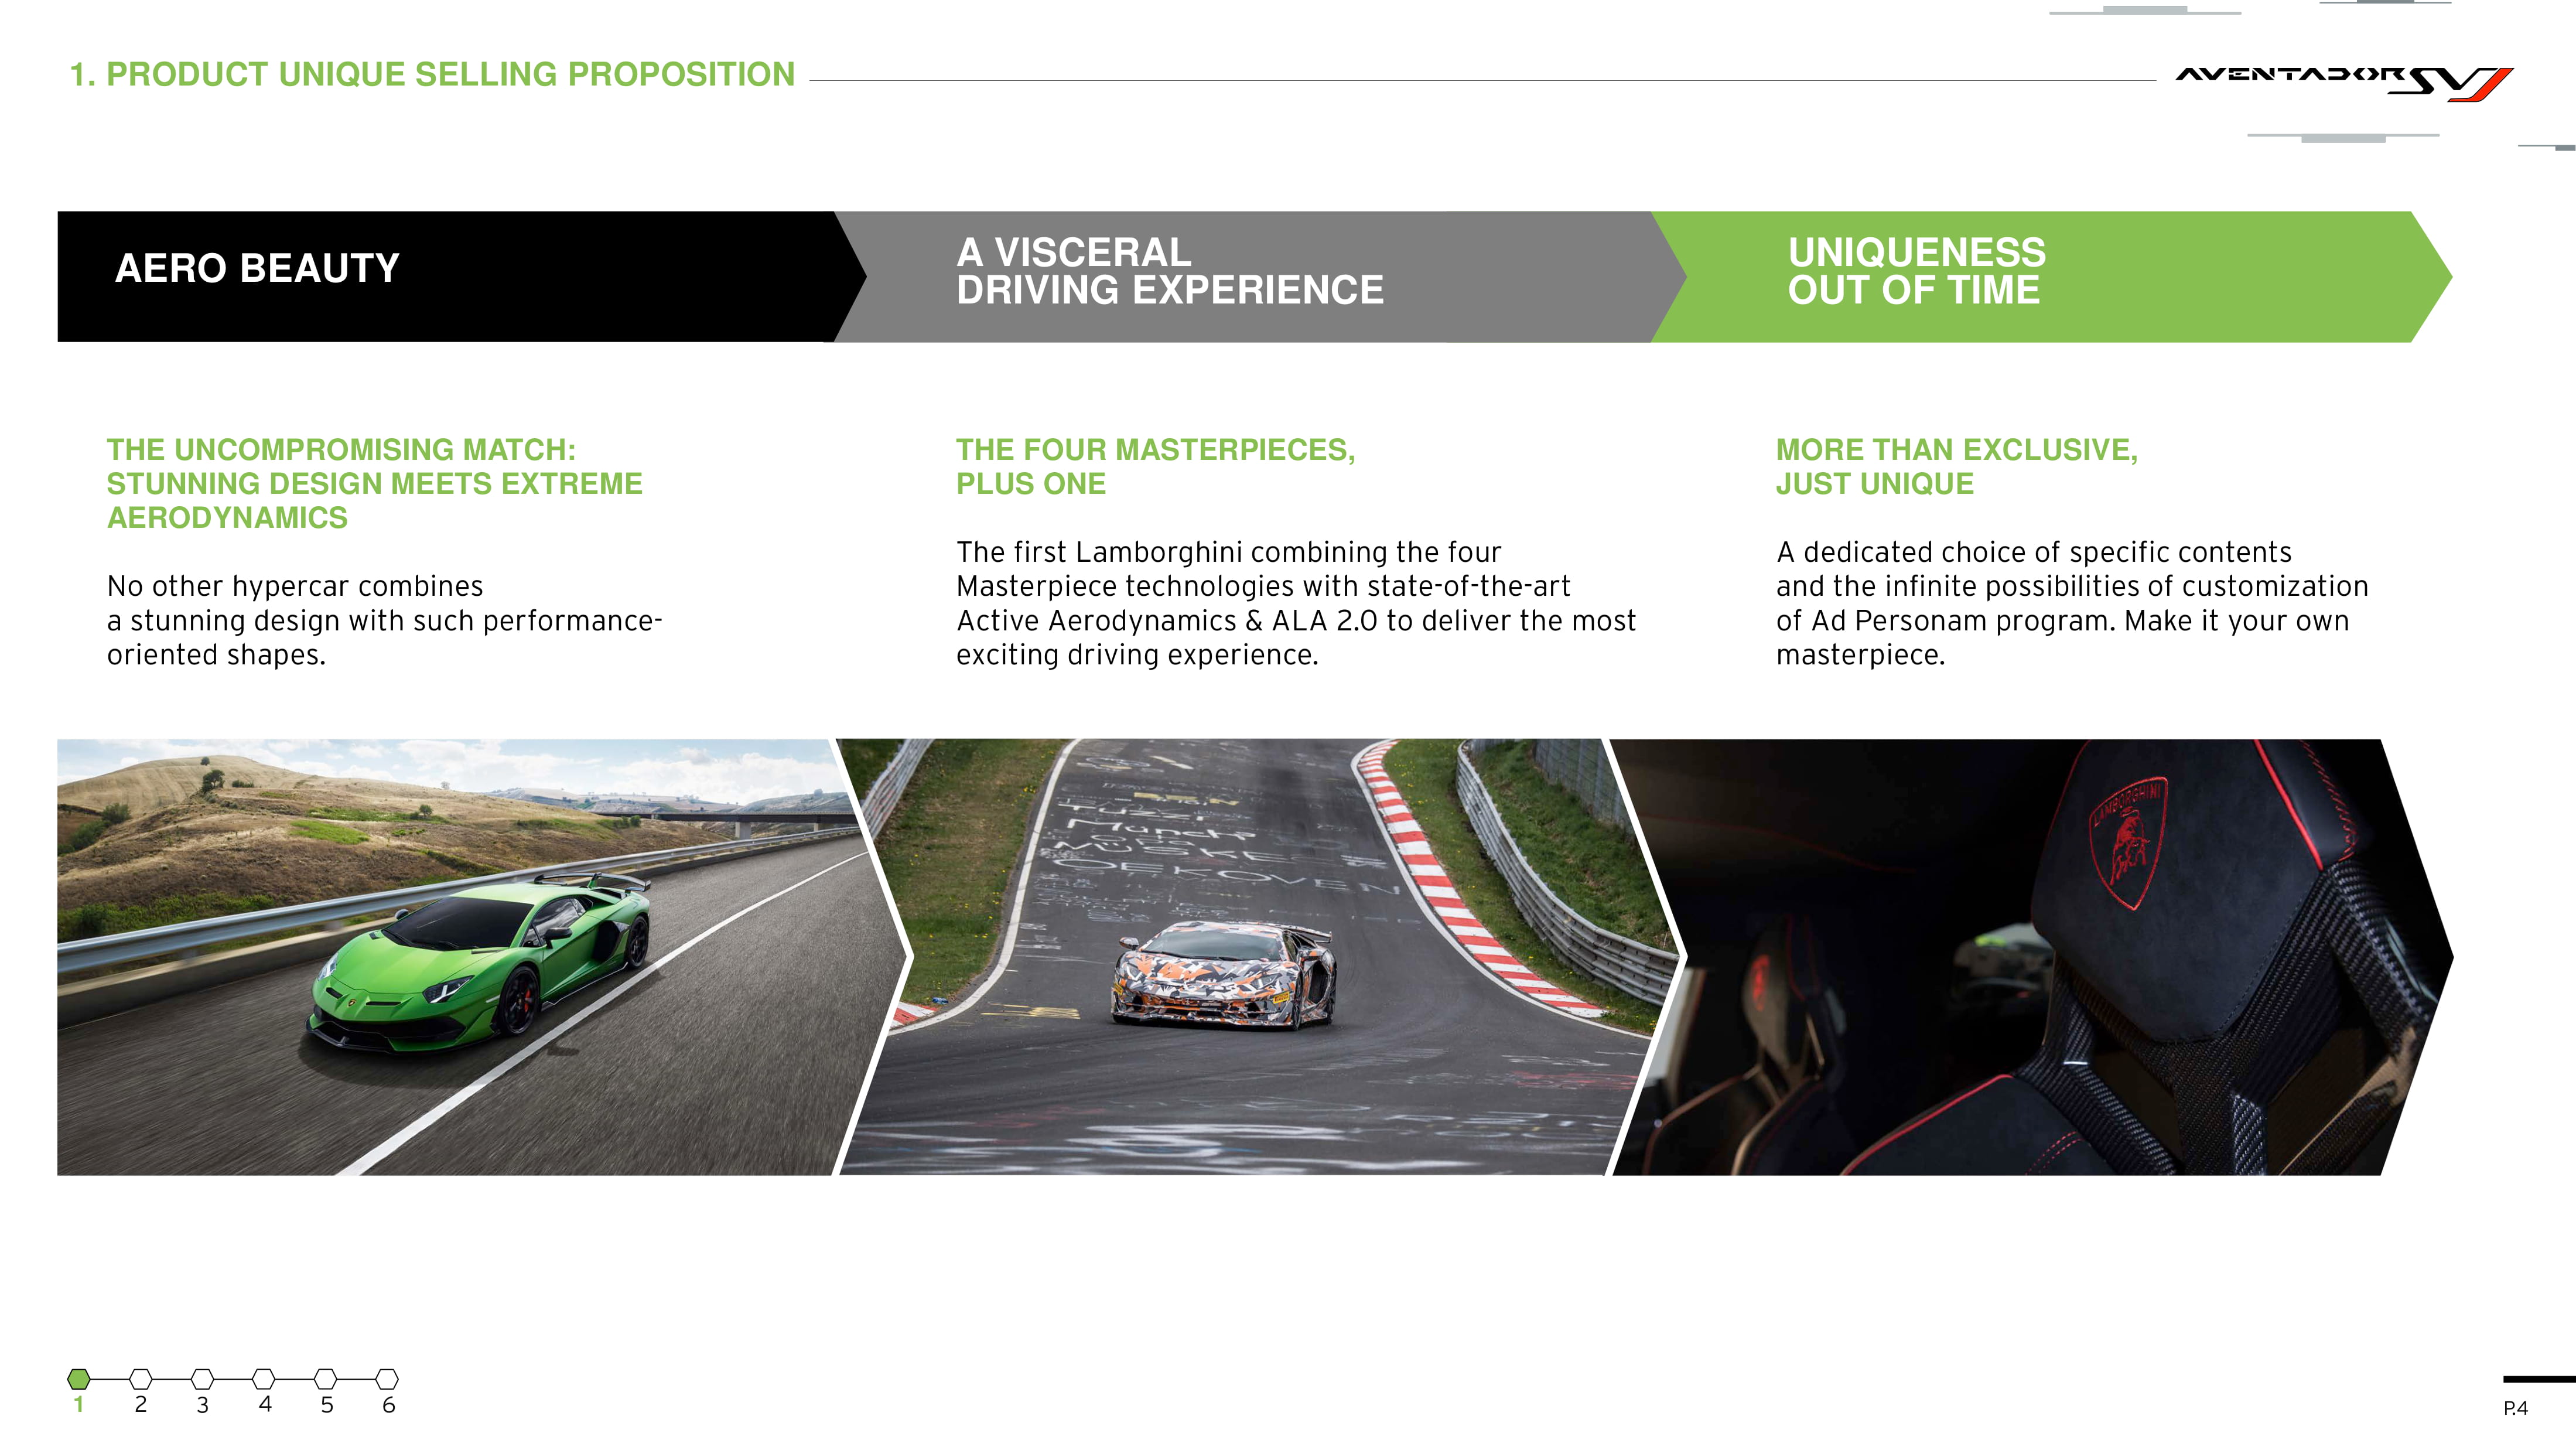 1. PRODUCT UNIQUE SELLING PROPOSITION
AVENTADOR SVJ
AERO BEAUTY
A VISCERAL
DRIVING EXPERIENCE
UNIQUENESS
OUT OF TIME
THE UNCOMPROMISING MATCH:
STUNNING DESIGN MEETS EXTREME
AERODYNAMICS
No other hypercar combines
a stunning design with such performance-
oriented shapes.
THE FOUR MASTERPIECES,
PLUS ONE
The first Lamborghini combining the four
Masterpiece technologies with state-of-the-art
Active Aerodynamics & ALA 2.0 to deliver the most
exciting driving experience.
MORE THAN EXCLUSIVE,
JUST UNIQUE
A dedicated choice of specific contents
and the infinite possibilities of customization
of Ad Personam program. Make it your own
masterpiece.
Munchs
OEKOVEN
LAMBORGHINI
1 2 3 4 5 6
P.4